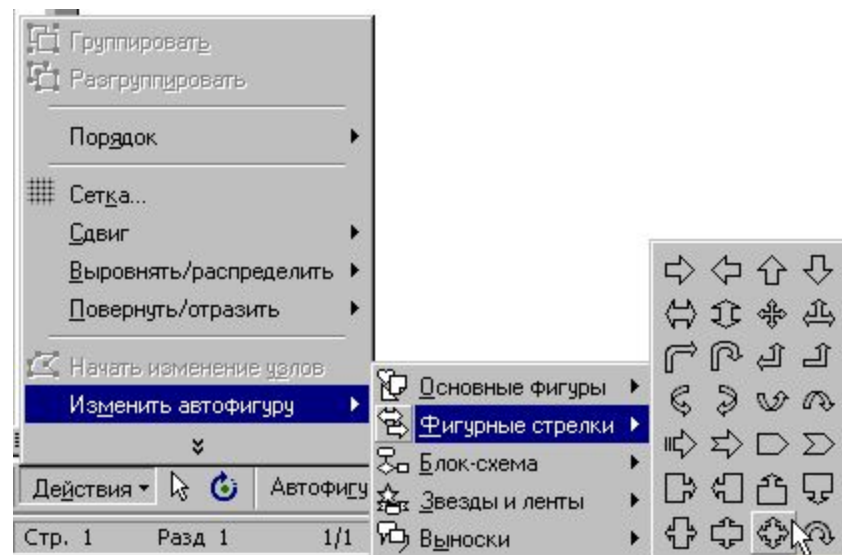 Группировать
Разгруппировать
Порядок
Сетка...
Сдвиг
Выровнять/распределить
Повернуть/отразить
Начать изменение узлов
Изменить автофигуру
Основные фигуры
Фигурные стрелки
Блок-схема
Звезды и ленты
Выноски
Действия Автофигу
Стр. 1 Разд 1 1/1